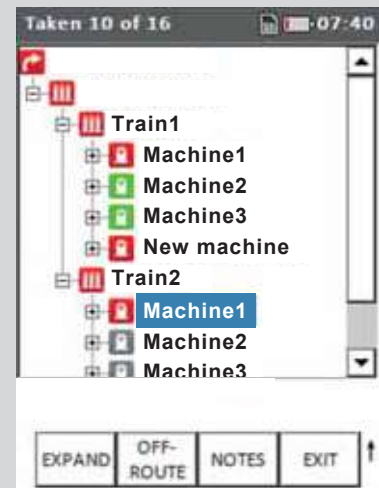 Taken 10 of 16 07:40
Train1
Machine1
Machine2
Machine3
New machine
Train2
Machine1
Machine2
Machine3
EXPAND OFF-ROUTE NOTES EXIT